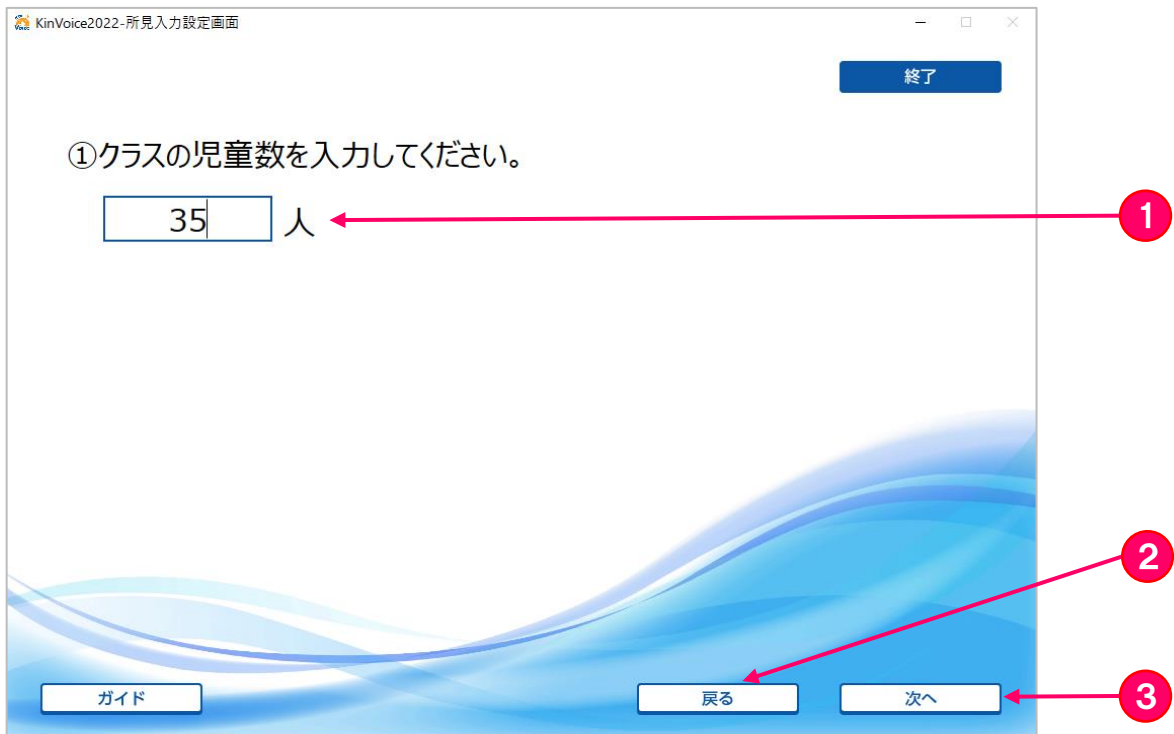 KinVoice2022-所見入力設定画面
終了
①クラスの児童数を入力してください。
35 人
1
2
ガイド 戻る 次へ 3